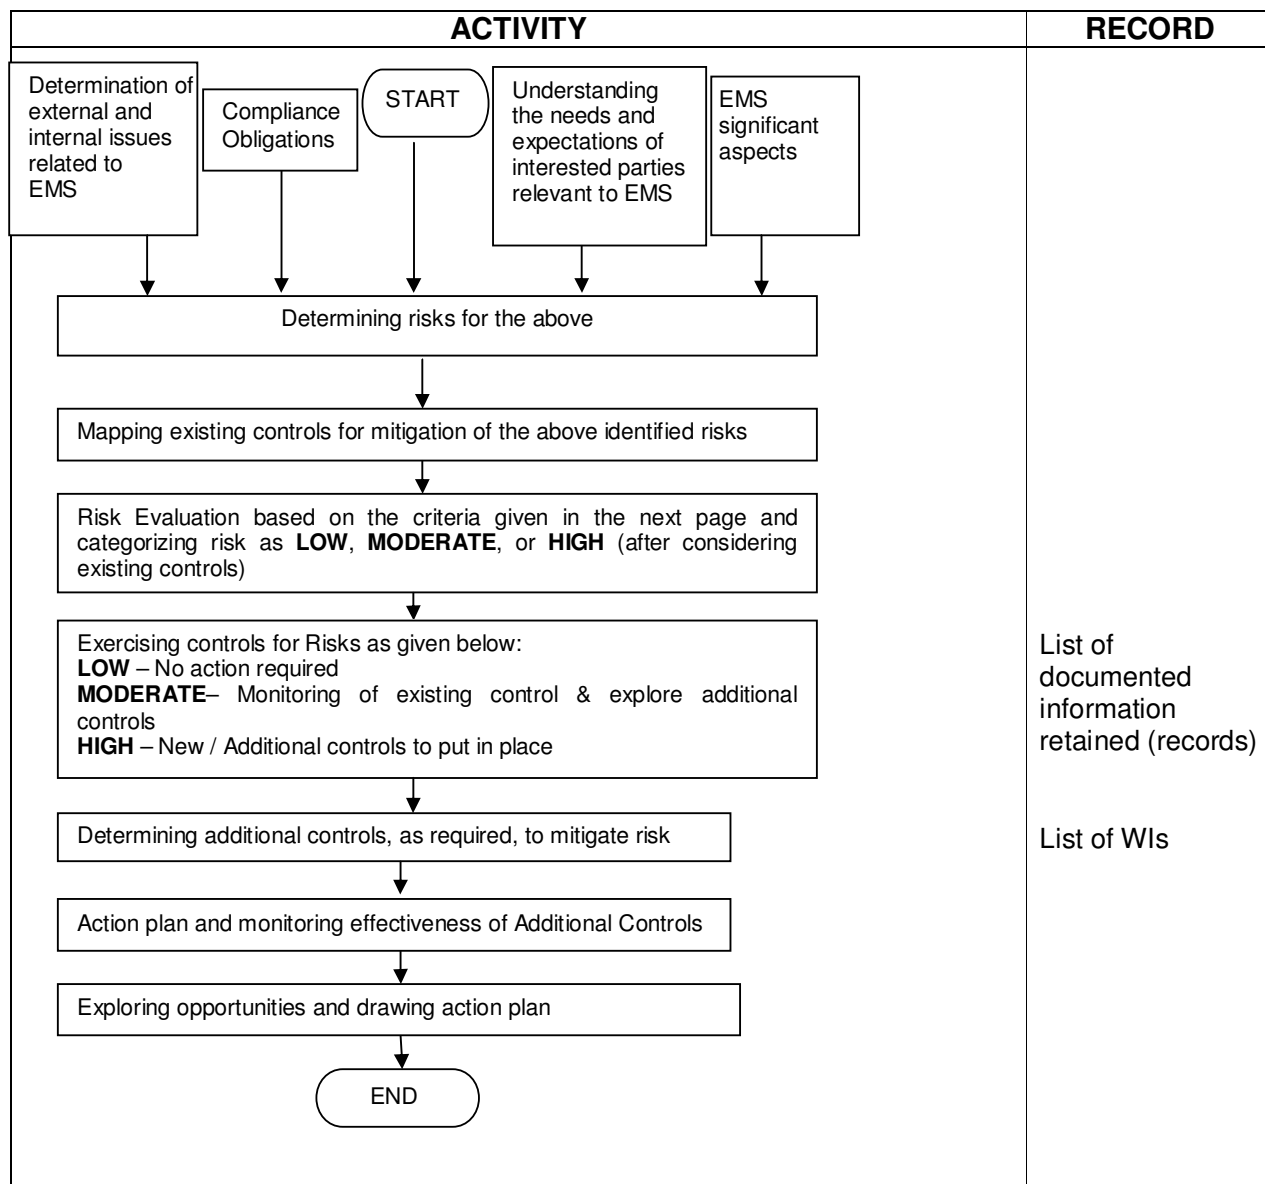 ACTIVITY
RECORD
Determination of
external and
internal issues
related to
EMS
Compliance
Obligations
START
Understanding
the needs and
expectations of
interested parties
relevant to EMS
EMS
significant
aspects
Determining risks for the above
Mapping existing controls for mitigation of the above identified risks
Risk Evaluation based on the criteria given in the next page and
categorizing risk as LOW, MODERATE, or HIGH (after considering
existing controls)
Exercising controls for Risks as given below:
LOW – No action required
MODERATE– Monitoring of existing control & explore additional
controls
HIGH – New / Additional controls to put in place
List of
documented
information
retained (records)
Determining additional controls, as required, to mitigate risk
List of WIs
Action plan and monitoring effectiveness of Additional Controls
Exploring opportunities and drawing action plan
END